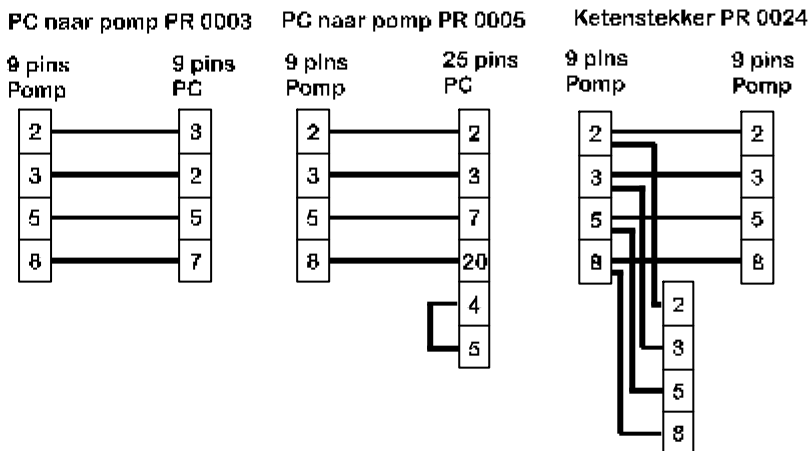 PC naar pomp PR 0003
9 pins
Pomp
9 pins
PC
2 3
3 2
5 5
8 7
PC naar pomp PR 0005
9 pins
Pomp
25 pins
PC
2 2
3 3
5 7
8 20
4
5
Ketenstekker PR 0024
9 pins
Pomp
9 pins
Pomp
2 2
3 3
5 5
8 8
2
3
5
8